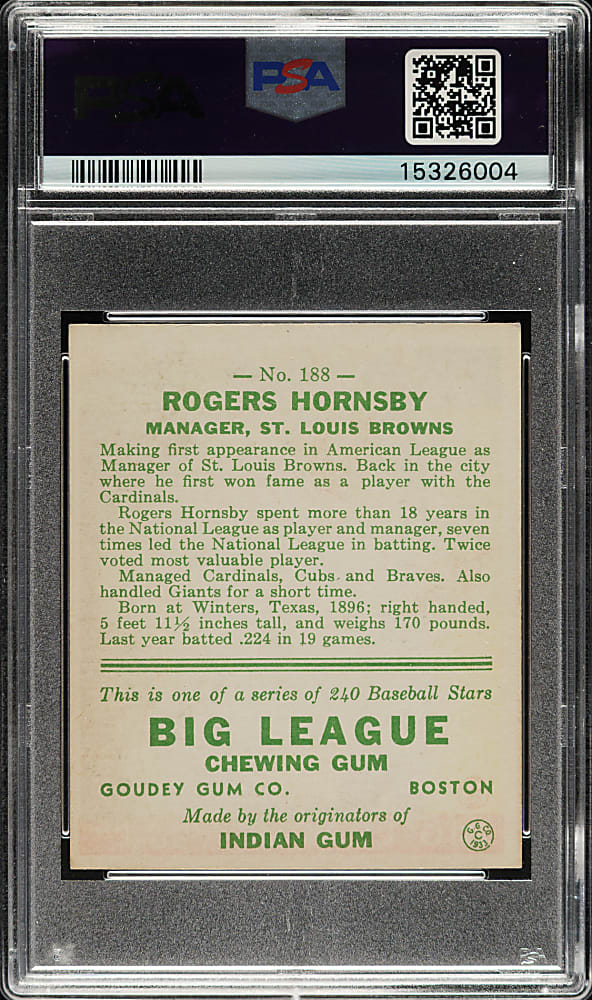 PSA
PSA
15326004
— No. 188 —
ROGERS HORNSBY
MANAGER, ST. LOUIS BROWNS
Making first appearance in American League as
Manager of St. Louis Browns. Back in the city
where he first won fame as a player with the
Cardinals.
Rogers Hornsby spent more than 18 years in
the National League as player and manager, seven
times led the National League in batting. Twice
voted most valuable player.
Managed Cardinals, Cubs and Braves. Also
handled Giants for a short time.
Born at Winters, Texas, 1896; right handed,
5 feet 11½ inches tall, and weighs 170 pounds.
Last year batted .224 in 19 games.
This is one of a series of 240 Baseball Stars
BIG LEAGUE
CHEWING GUM
GOUDEY GUM CO. BOSTON
Made by the originators of
INDIAN GUM
G. G. CO.
C
1933